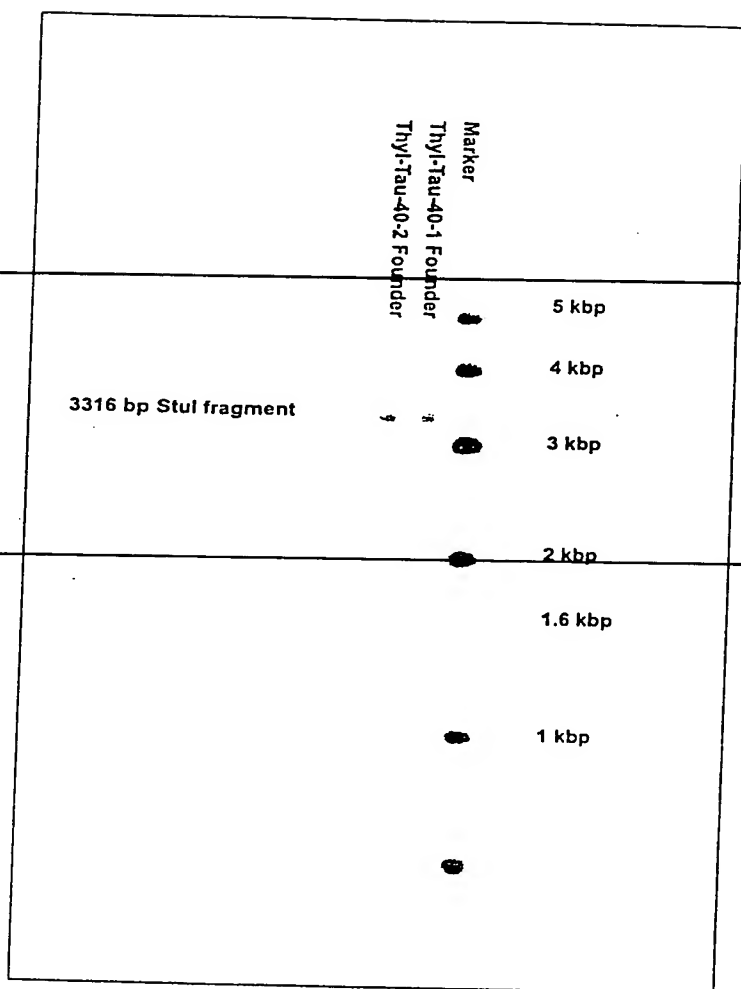 Marker
Thyl-Tau-40-1 Founder
Thyl-Tau-40-2 Founder
5 kbp
4 kbp
3316 bp StuI fragment
3 kbp
2 kbp
1.6 kbp
1 kbp